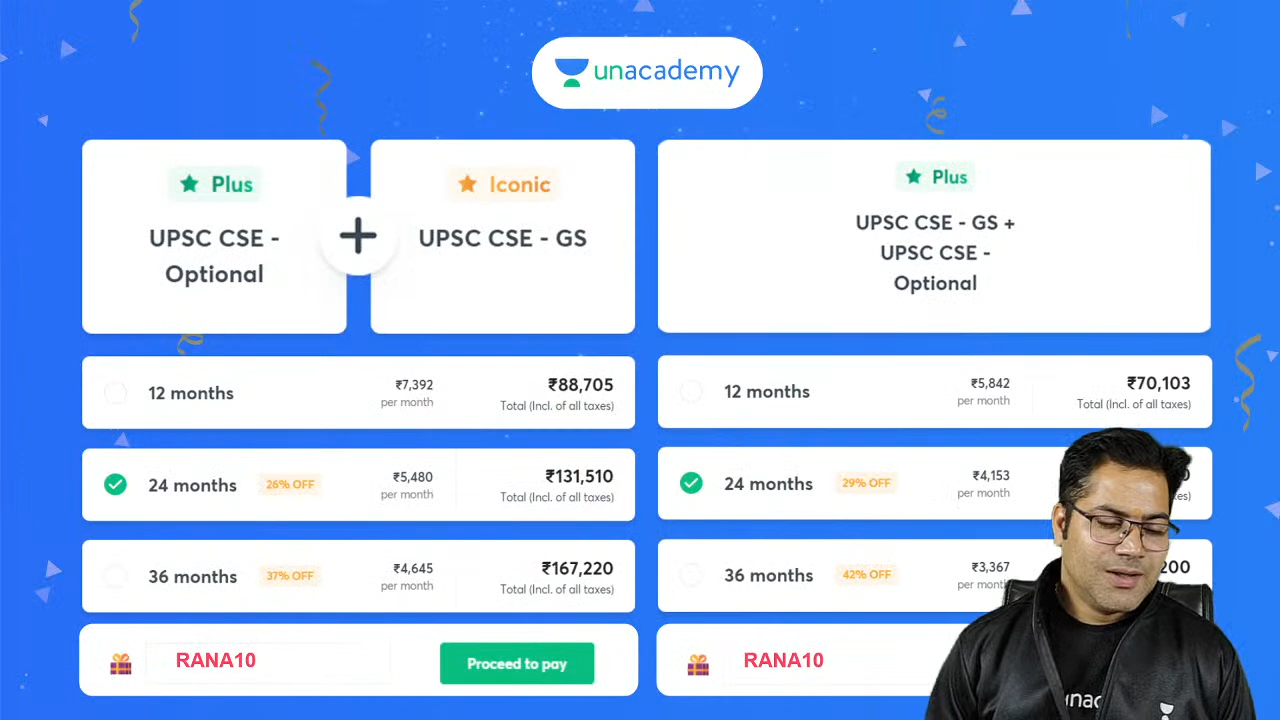 unacademy
Plus
UPSC CSE -
Optional
Iconic
UPSC CSE - GS
Plus
UPSC CSE - GS +
UPSC CSE -
Optional
12 months
₹7,392
per month
₹88,705
Total (Incl. of all taxes)
24 months
26% OFF
₹5,480
per month
₹131,510
Total (Incl. of all taxes)
36 months
37% OFF
₹4,645
per month
₹167,220
Total (Incl. of all taxes)
RANA10
Proceed to pay
12 months
₹5,842
per month
₹70,103
Total (Incl. of all taxes)
24 months
29% OFF
₹4,153
per month
36 months
42% OFF
₹3,367
per month
RANA10